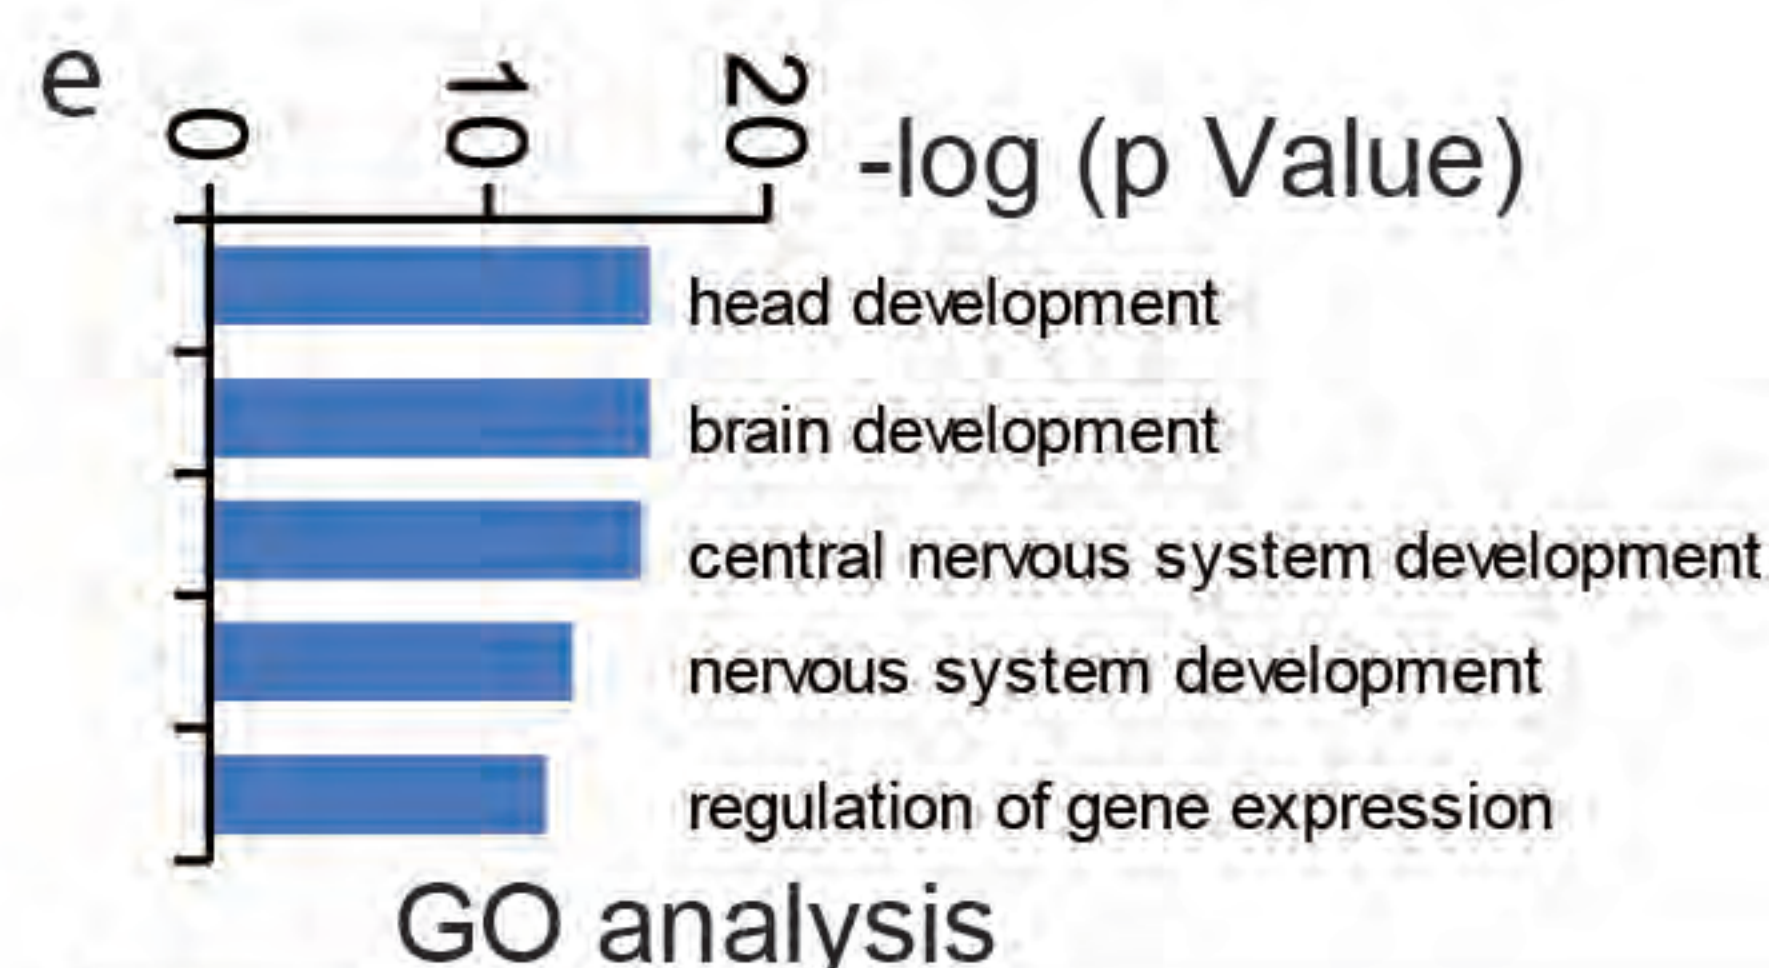 e
0
10
20
-log (p Value)
head development
brain development
central nervous system development
nervous system development
regulation of gene expression
GO analysis